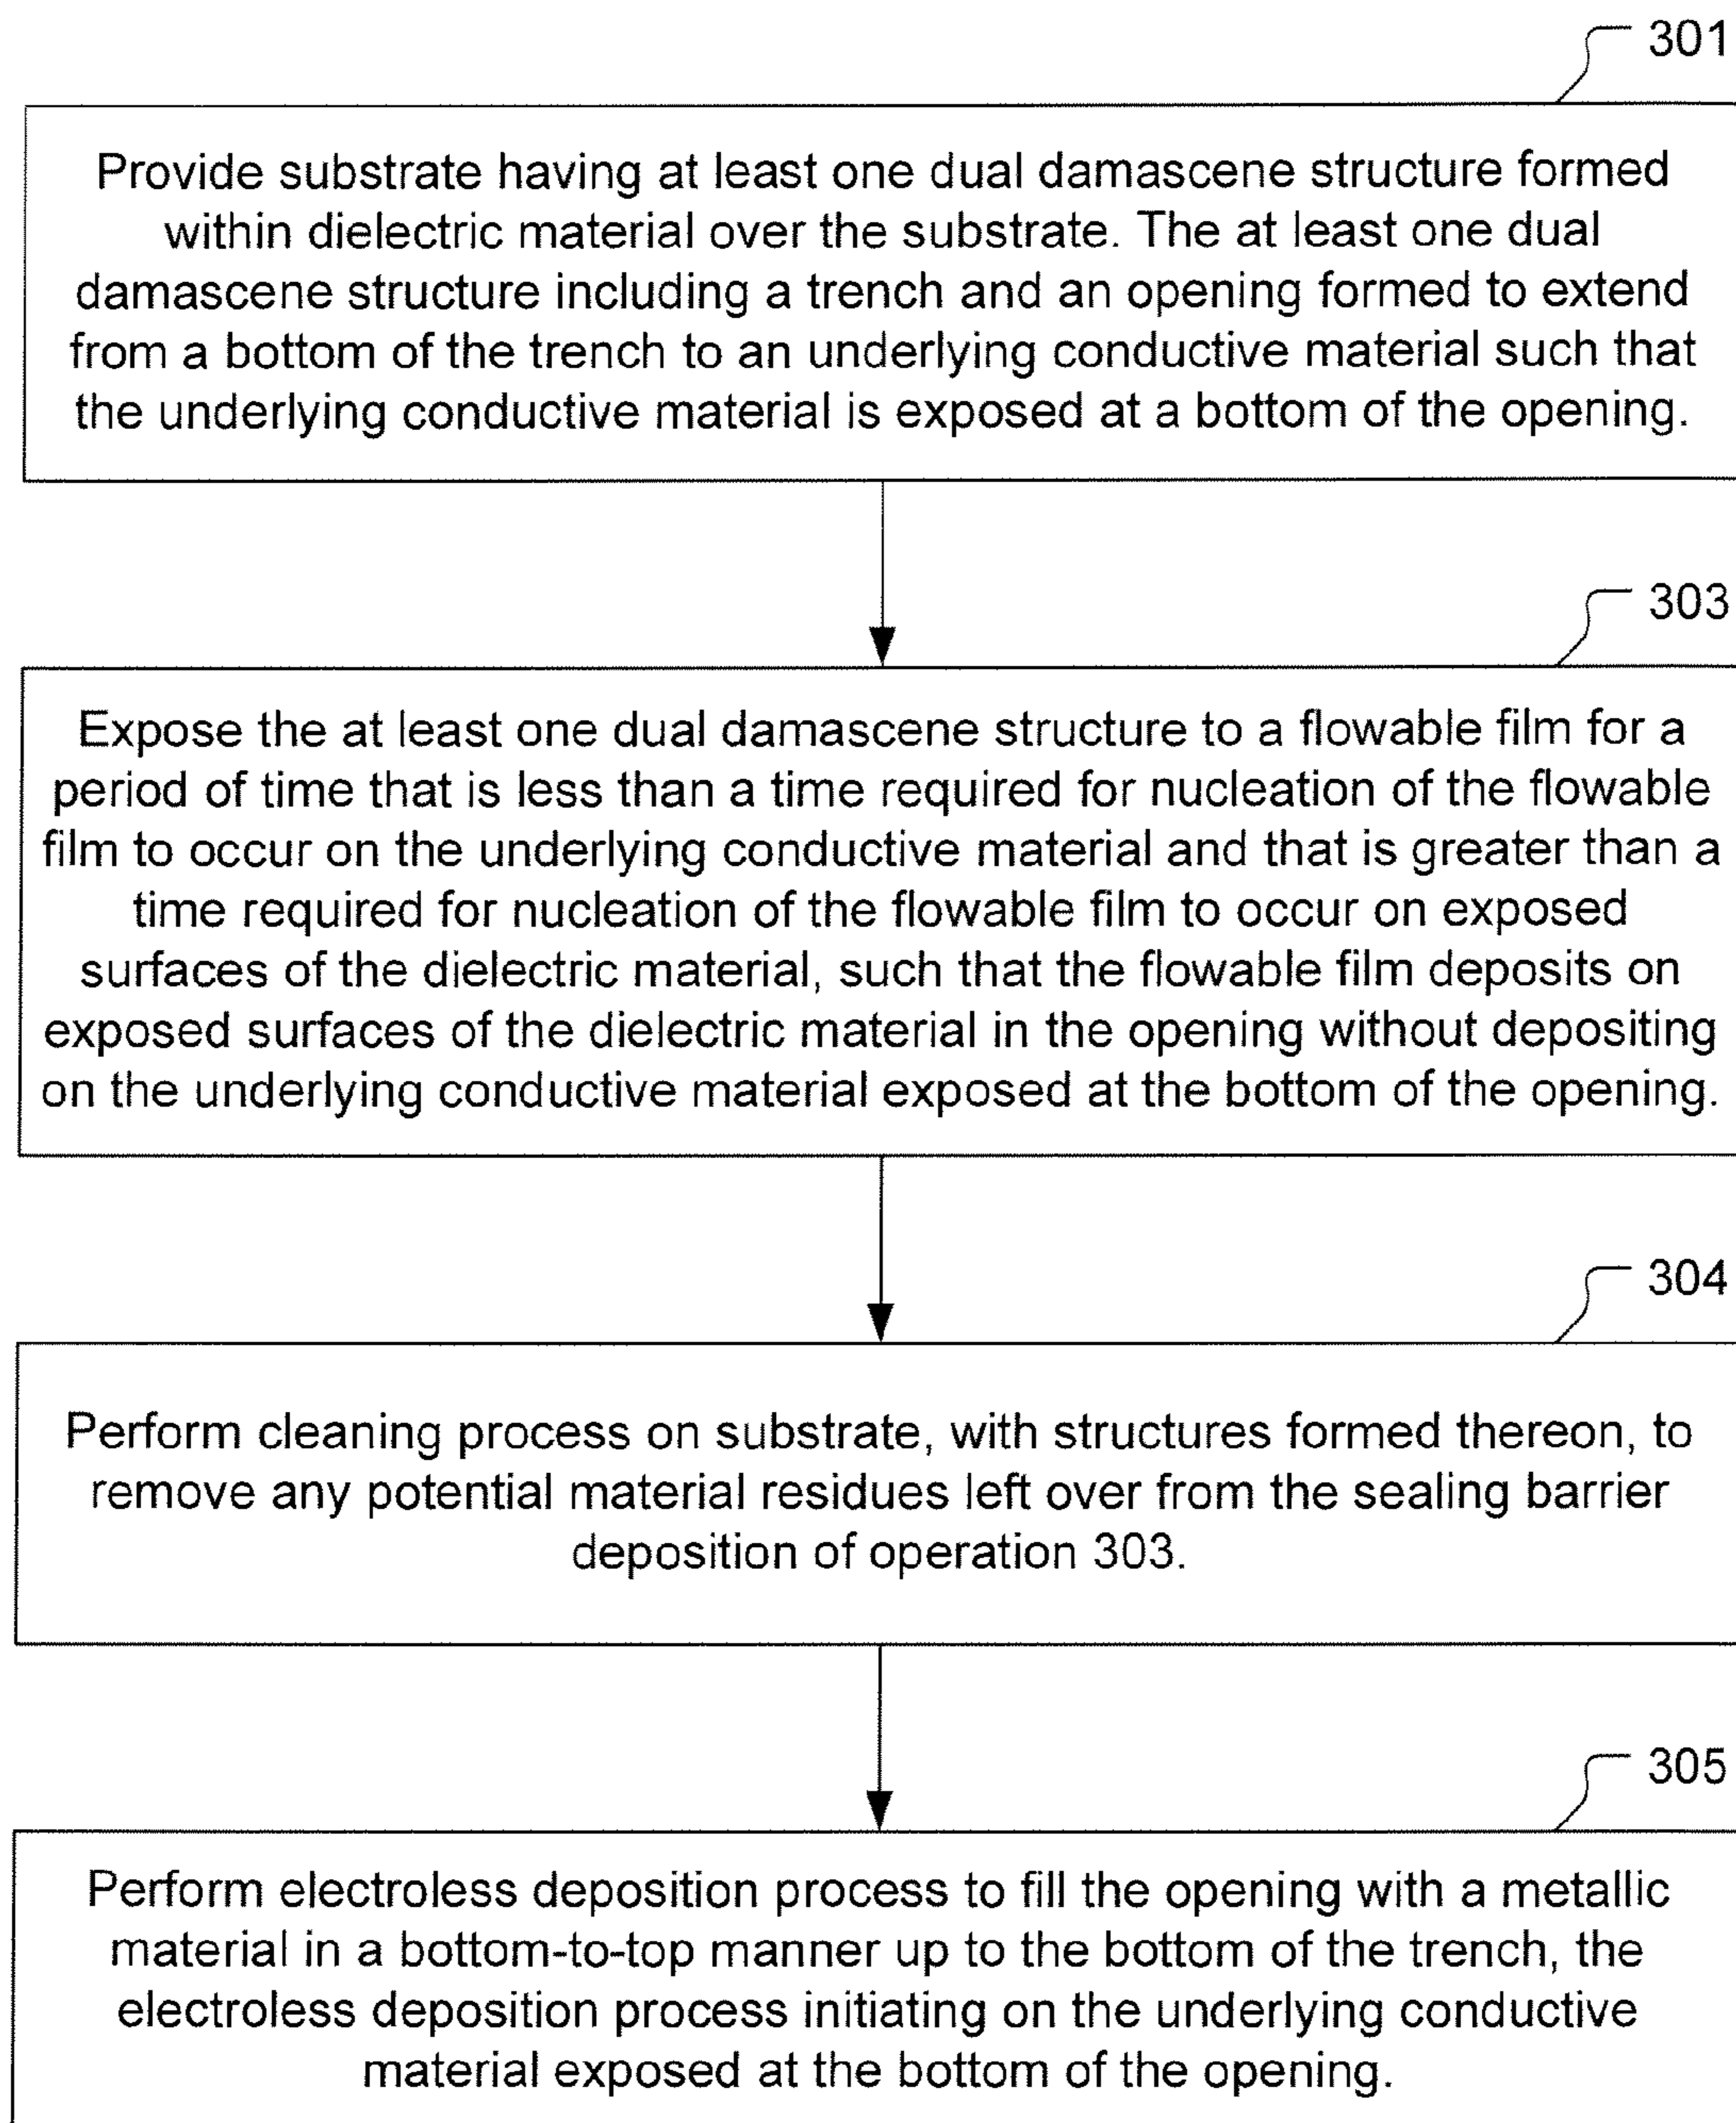 301
Provide substrate having at least one dual damascene structure formed
within dielectric material over the substrate. The at least one dual
damascene structure including a trench and an opening formed to extend
from a bottom of the trench to an underlying conductive material such that
the underlying conductive material is exposed at a bottom of the opening.
303
Expose the at least one dual damascene structure to a flowable film for a
period of time that is less than a time required for nucleation of the flowable
film to occur on the underlying conductive material and that is greater than a
time required for nucleation of the flowable film to occur on exposed
surfaces of the dielectric material, such that the flowable film deposits on
exposed surfaces of the dielectric material in the opening without depositing
on the underlying conductive material exposed at the bottom of the opening.
304
Perform cleaning process on substrate, with structures formed thereon, to
remove any potential material residues left over from the sealing barrier
deposition of operation 303.
305
Perform electroless deposition process to fill the opening with a metallic
material in a bottom-to-top manner up to the bottom of the trench, the
electroless deposition process initiating on the underlying conductive
material exposed at the bottom of the opening.